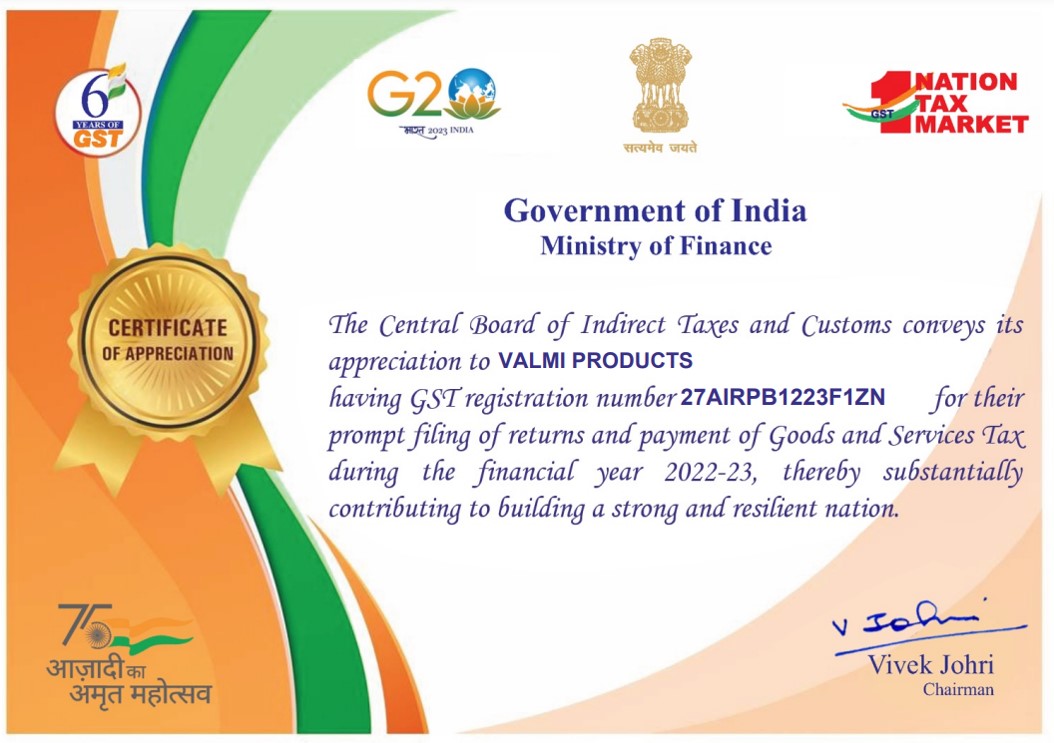 6
YEARS OF
GST
G20
भारत 2023 INDIA
सत्यमेव जयते
1 NATION
TAX
MARKET
GST
Government of India
Ministry of Finance
CERTIFICATE
OF APPRECIATION
The Central Board of Indirect Taxes and Customs conveys its
appreciation to VALMI PRODUCTS
having GST registration number 27AIRPB1223F1ZN for their
prompt filing of returns and payment of Goods and Services Tax
during the financial year 2022-23, thereby substantially
contributing to building a strong and resilient nation.
75
आज़ादी का
अमृत महोत्सव
V Johri
Vivek Johri
Chairman